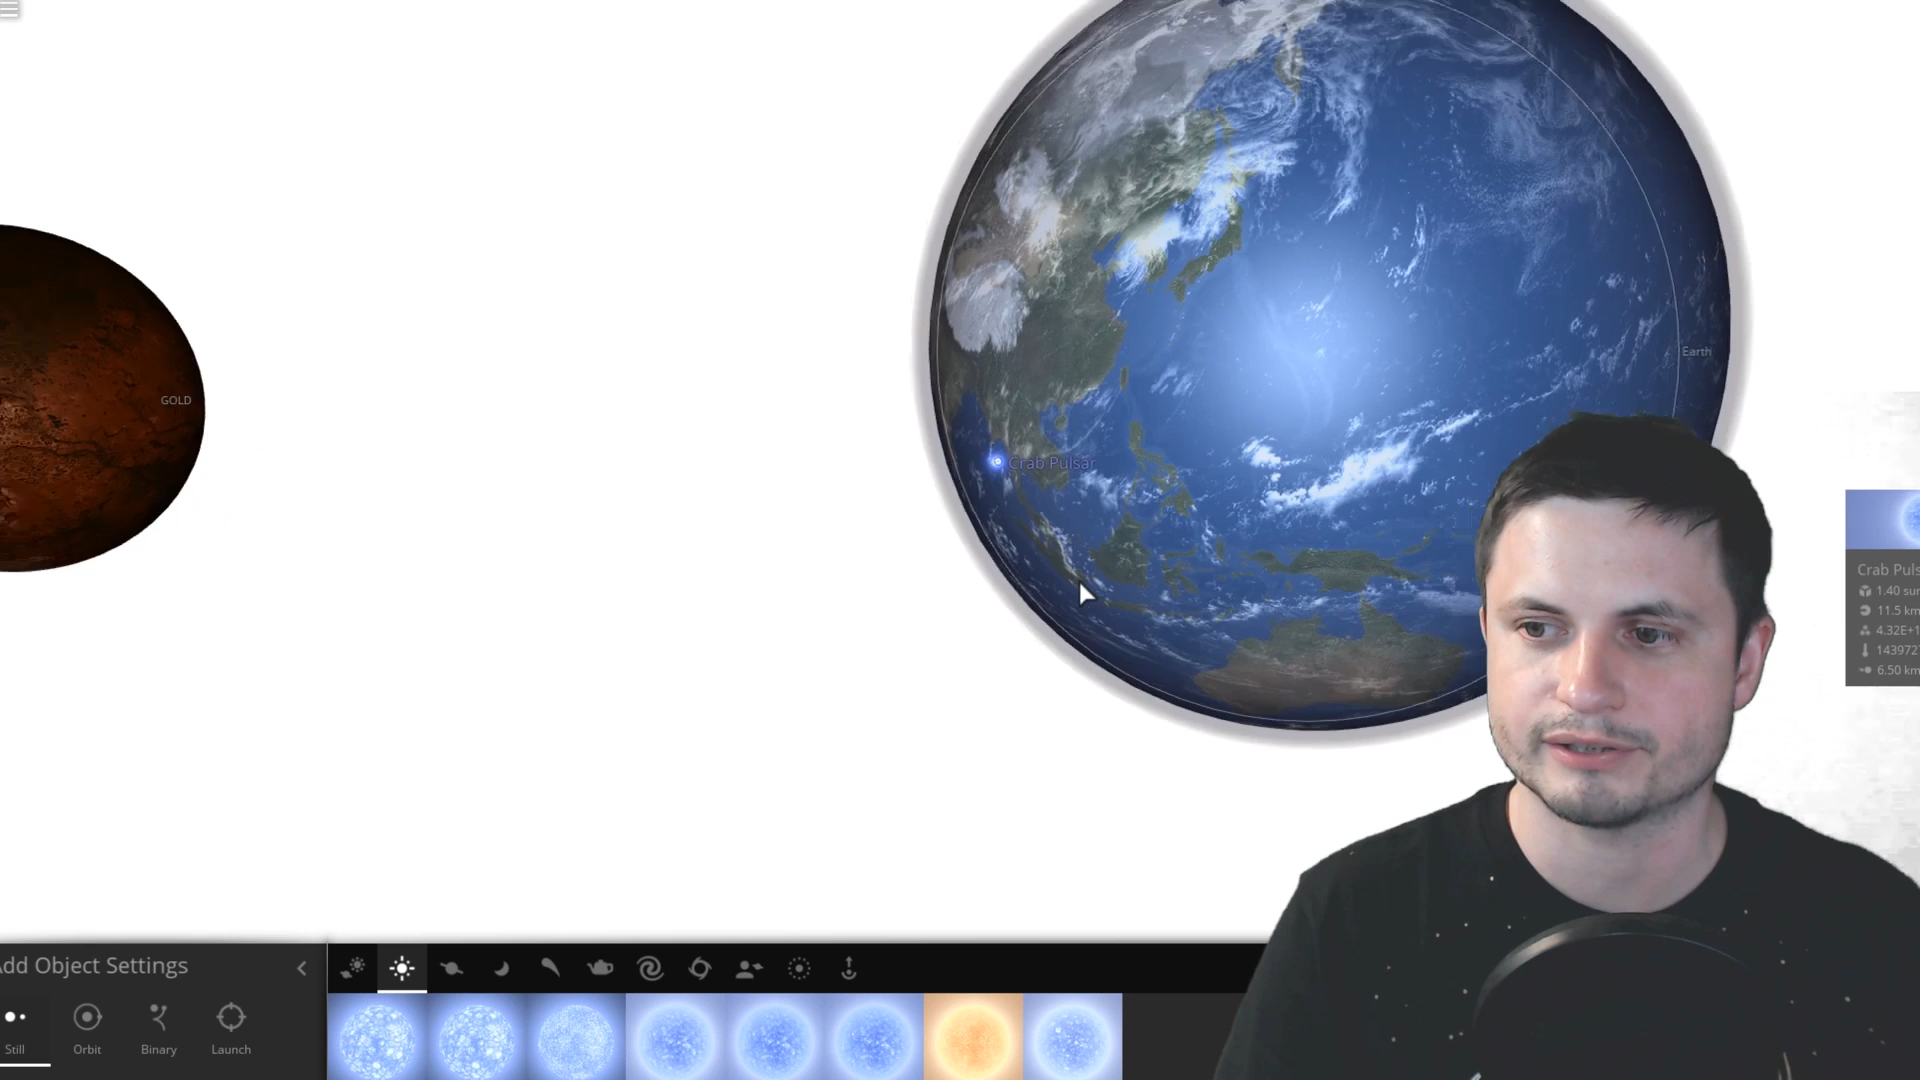 GOLD
Earth
Crab Pulsar
Crab Puls
1.40 sur
11.5 km
4.32E+1
143972
6.50 km
dd Object Settings
Still
Orbit
Binary
Launch